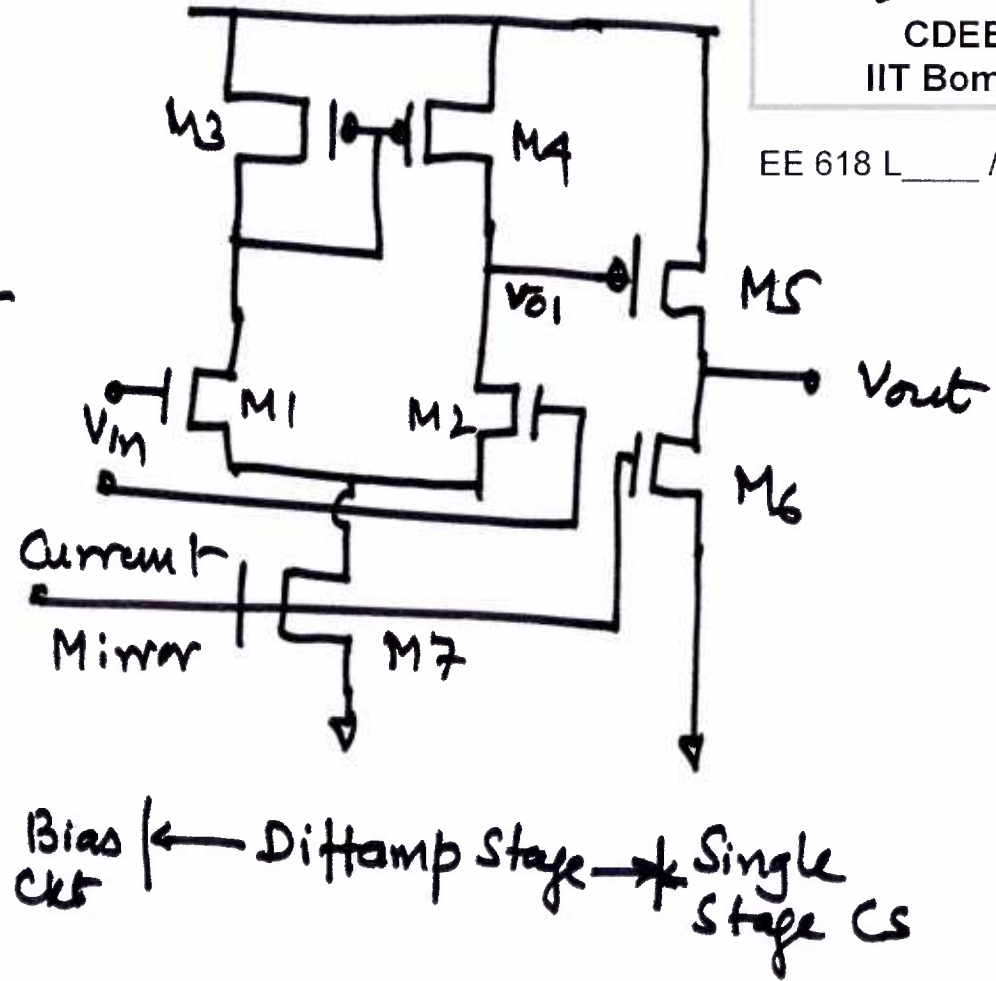 CDEE
IIT Bom
EE 618 L____ /
M3
M4
Vo1
M5
Vout
Vin
M1
M2
M6
Current
Mirror
M7
Bias
Ckt
Diffamp Stage
Single
Stage CS